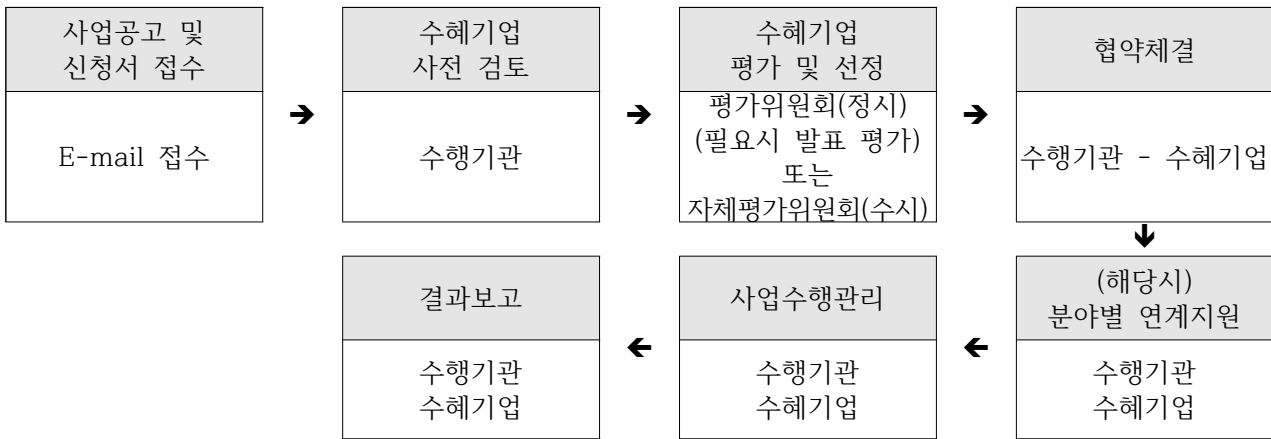 사업공고 및
신청서 접수
E-mail 접수
➔
수혜기업
사전 검토
수행기관
➔
수혜기업
평가 및 선정
평가위원회(정시)
(필요시 발표 평가)
또는
자체평가위원회(수시)
➔
협약체결
수행기관 - 수혜기업
🡻
(해당시)
분야별 연계지원
수행기관
수혜기업
🡸
사업수행관리
수행기관
수혜기업
🡸
결과보고
수행기관
수혜기업